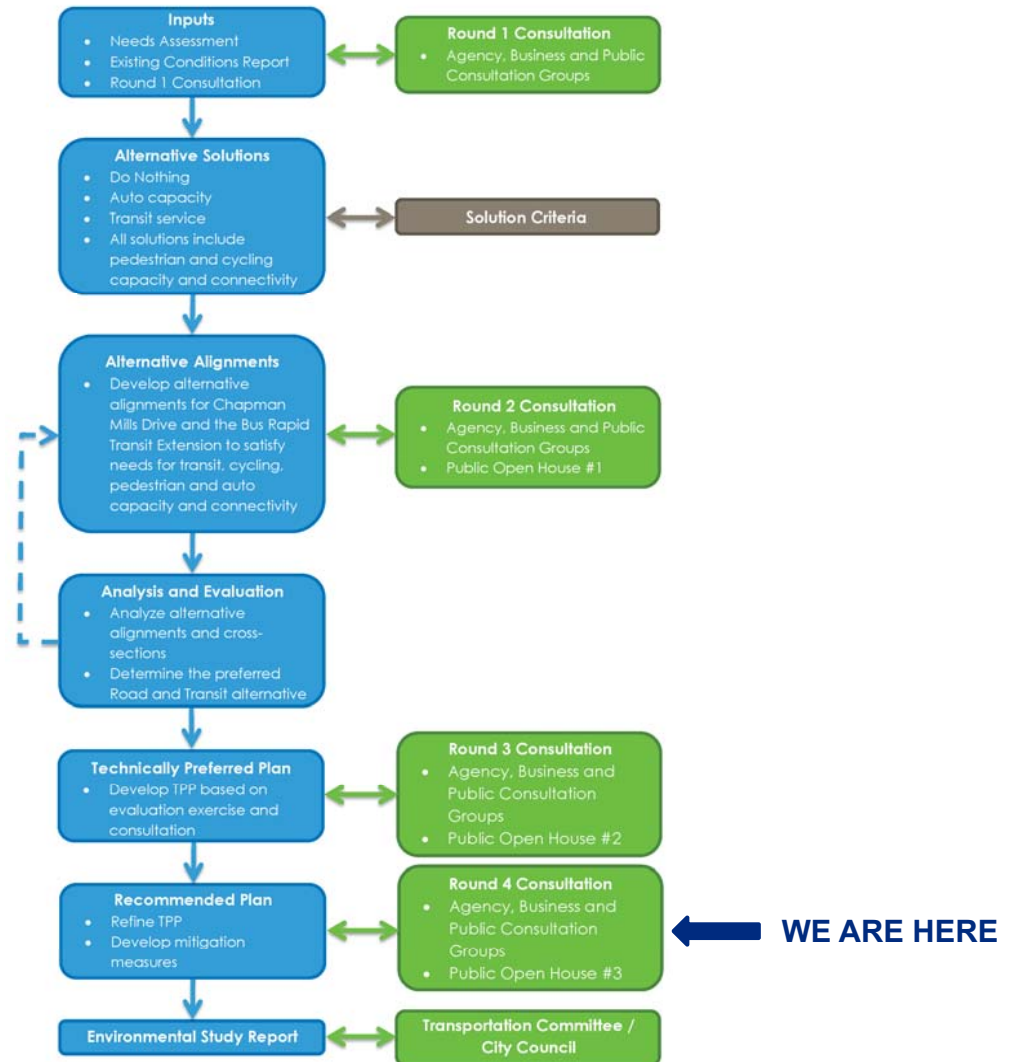 Inputs
• Needs Assessment
• Existing Conditions Report
• Round 1 Consultation
Round 1 Consultation
• Agency, Business and Public
Consultation Groups
Alternative Solutions
• Do Nothing
• Auto capacity
• Transit service
• All solutions include
pedestrian and cycling
capacity and connectivity
Solution Criteria
Alternative Alignments
• Develop alternative
alignments for Chapman
Mills Drive and the Bus Rapid
Transit Extension to satisfy
needs for transit, cycling,
pedestrian and auto
capacity and connectivity
Round 2 Consultation
• Agency, Business and Public
Consultation Groups
• Public Open House #1
Analysis and Evaluation
• Analyze alternative
alignments and cross-
sections
• Determine the preferred
Road and Transit alternative
Technically Preferred Plan
• Develop TPP based on
evaluation exercise and
consultation
Round 3 Consultation
• Agency, Business and
Public Consultation
Groups
• Public Open House #2
Recommended Plan
• Refine TPP
• Develop mitigation
measures
Round 4 Consultation
• Agency, Business and
Public Consultation
Groups
• Public Open House #3
WE ARE HERE
Environmental Study Report
Transportation Committee /
City Council